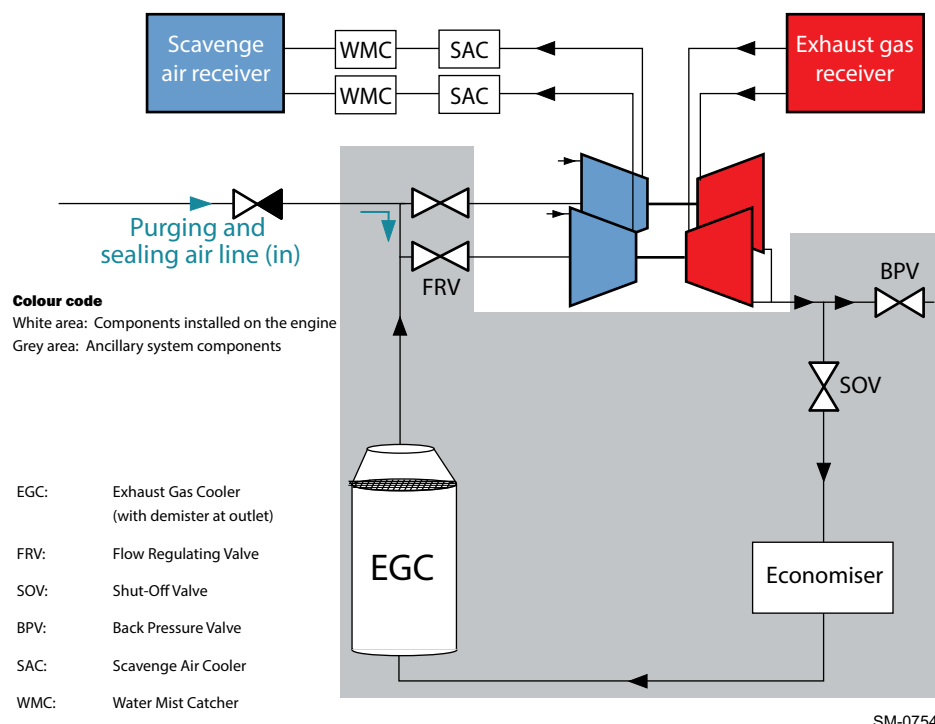 Scavenge
air receiver
WMC
SAC
Exhaust gas
receiver
WMC
SAC
Purging and
sealing air line (in)
FRV
BPV
Colour code
White area: Components installed on the engine
Grey area: Ancillary system components
SOV
EGC
Economiser
EGC: Exhaust Gas Cooler
(with demister at outlet)
FRV: Flow Regulating Valve
SOV: Shut-Off Valve
BPV: Back Pressure Valve
SAC: Scavenge Air Cooler
WMC: Water Mist Catcher
SM-0754